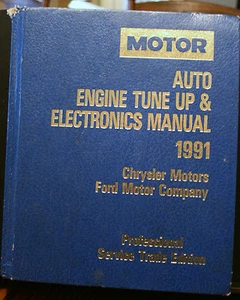 MOTOR
AUTO
ENGINE TUNE UP &
ELECTRONICS MANUAL
1991
Chrysler Motors
Ford Motor Company
Professional
Service Trade Edition